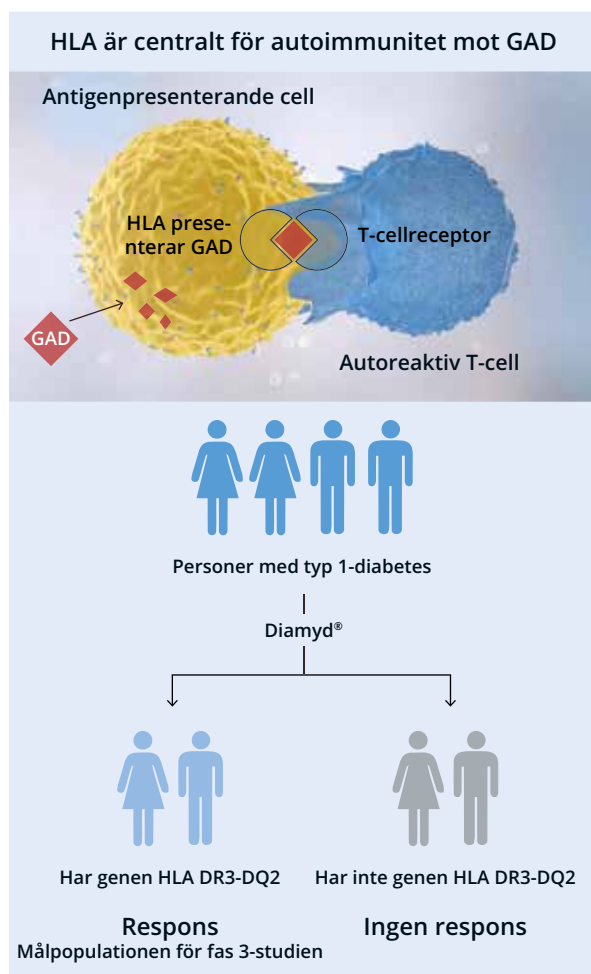 HLA är centralt för autoimmunitet mot GAD
Antigenpresenterande cell
HLA prese-
nterar GAD
T-cellreceptor
GAD
Autoreaktiv T-cell
Personer med typ 1-diabetes
Diamyd®
Har genen HLA DR3-DQ2
Har inte genen HLA DR3-DQ2
Respons
Ingen respons
Målpopulationen för fas 3-studien